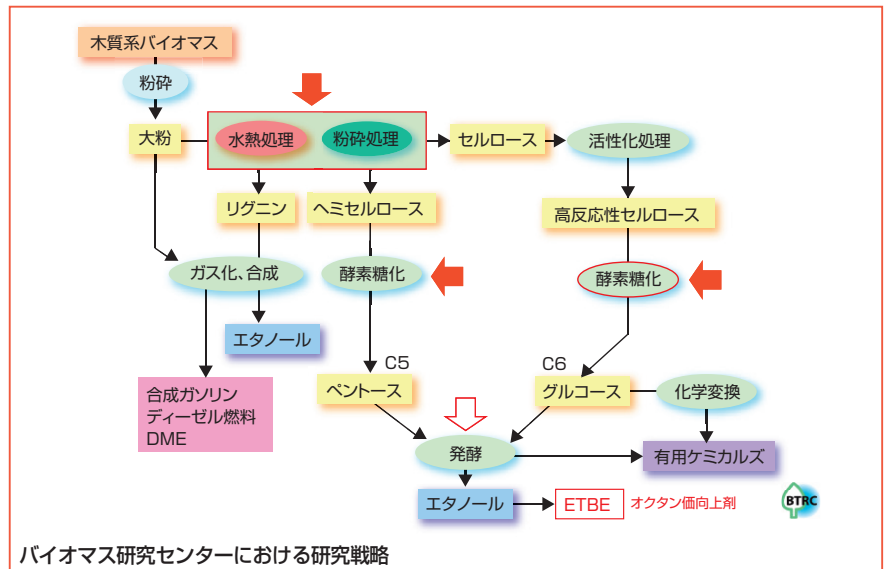 木質系バイオマス
粉砕
大粉
水熱処理
粉砕処理
セルロース
活性化処理
リグニン
ヘミセルロース
高反応性セルロース
ガス化、合成
酵素糖化
酵素糖化
エタノール
C5
C6
合成ガソリン
ディーゼル燃料
DME
ペントース
グルコース
化学変換
発酵
有用ケミカルズ
エタノール
ETBE
オクタン価向上剤
BTRC
バイオマス研究センターにおける研究戦略